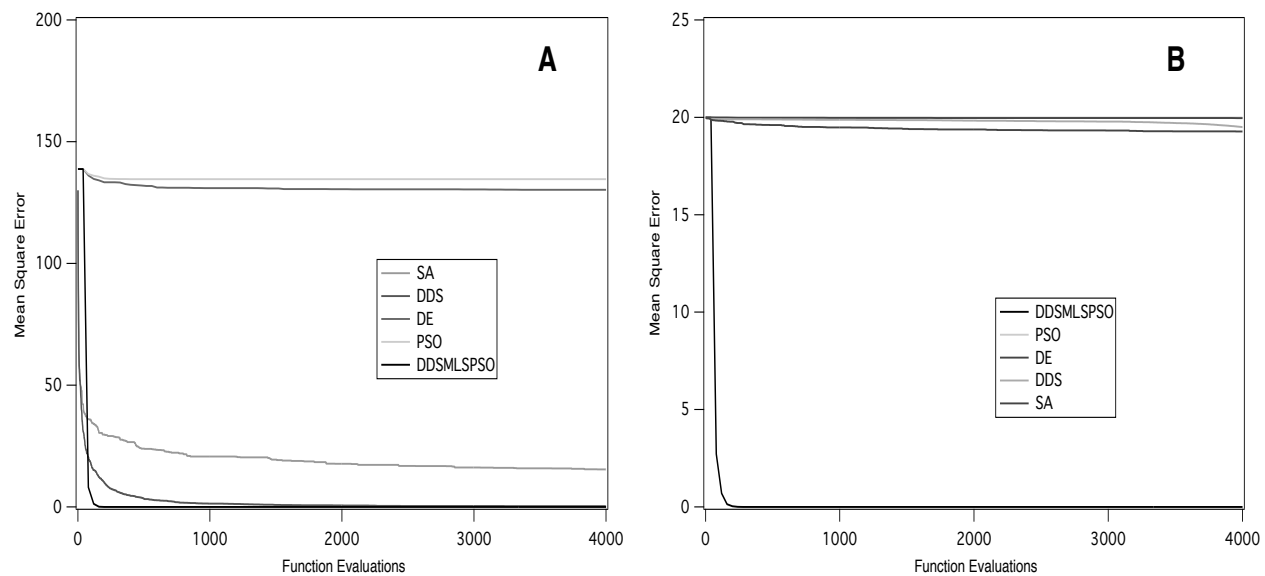 200
150
100
50
0
Mean Square Error
A
SA
DDS
DE
PSO
DDSMLSPSO
0 1000 2000 3000 4000
Function Evaluations
25
20
15
10
5
0
Mean Square Error
B
DDSMLSPSO
PSO
DE
DDS
SA
0 1000 2000 3000 4000
Function Evaluations